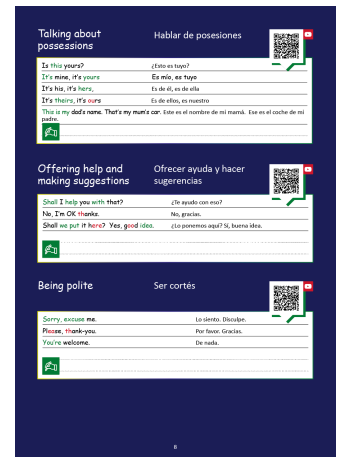 Talking about
possessions
Hablar de posesiones
Is this yours? ¿Esto es tuyo?
It's mine, it's yours Es mío, es tuyo
It's his, it's hers, Es de él, es de ella
It's theirs, it's ours Es de ellos, es nuestro
This is my dad's name. That's my mum's car. Este es el nombre de mi mamá. Ese es el coche de mi
padre.
Offering help and
making suggestions
Ofrecer ayuda y hacer
sugerencias
Shall I help you with that? ¿Te ayudo con eso?
No, I'm OK thanks. No, gracias.
Shall we put it here? Yes, good idea. ¿Lo ponemos aquí? Sí, buena idea.
Being polite
Ser cortés
Sorry, excuse me. Lo siento. Disculpe.
Please, thank-you. Por favor. Gracias.
You're welcome. De nada.
6